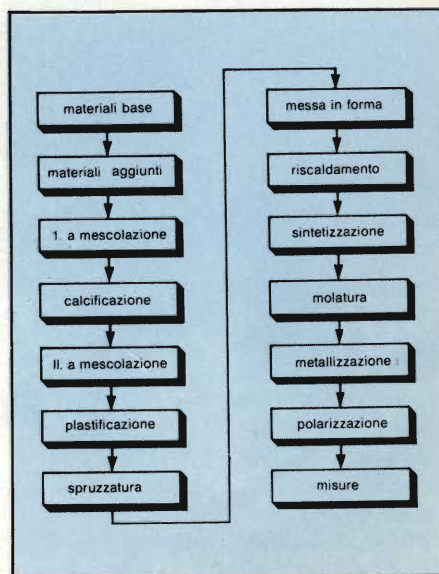 materiali base
materiali aggiunti
I. a mescolazione
calcificazione
II. a mescolazione
plastificazione
spruzzatura
messa in forma
riscaldamento
sintetizzazione
molatura
metallizzazione
polarizzazione
misure